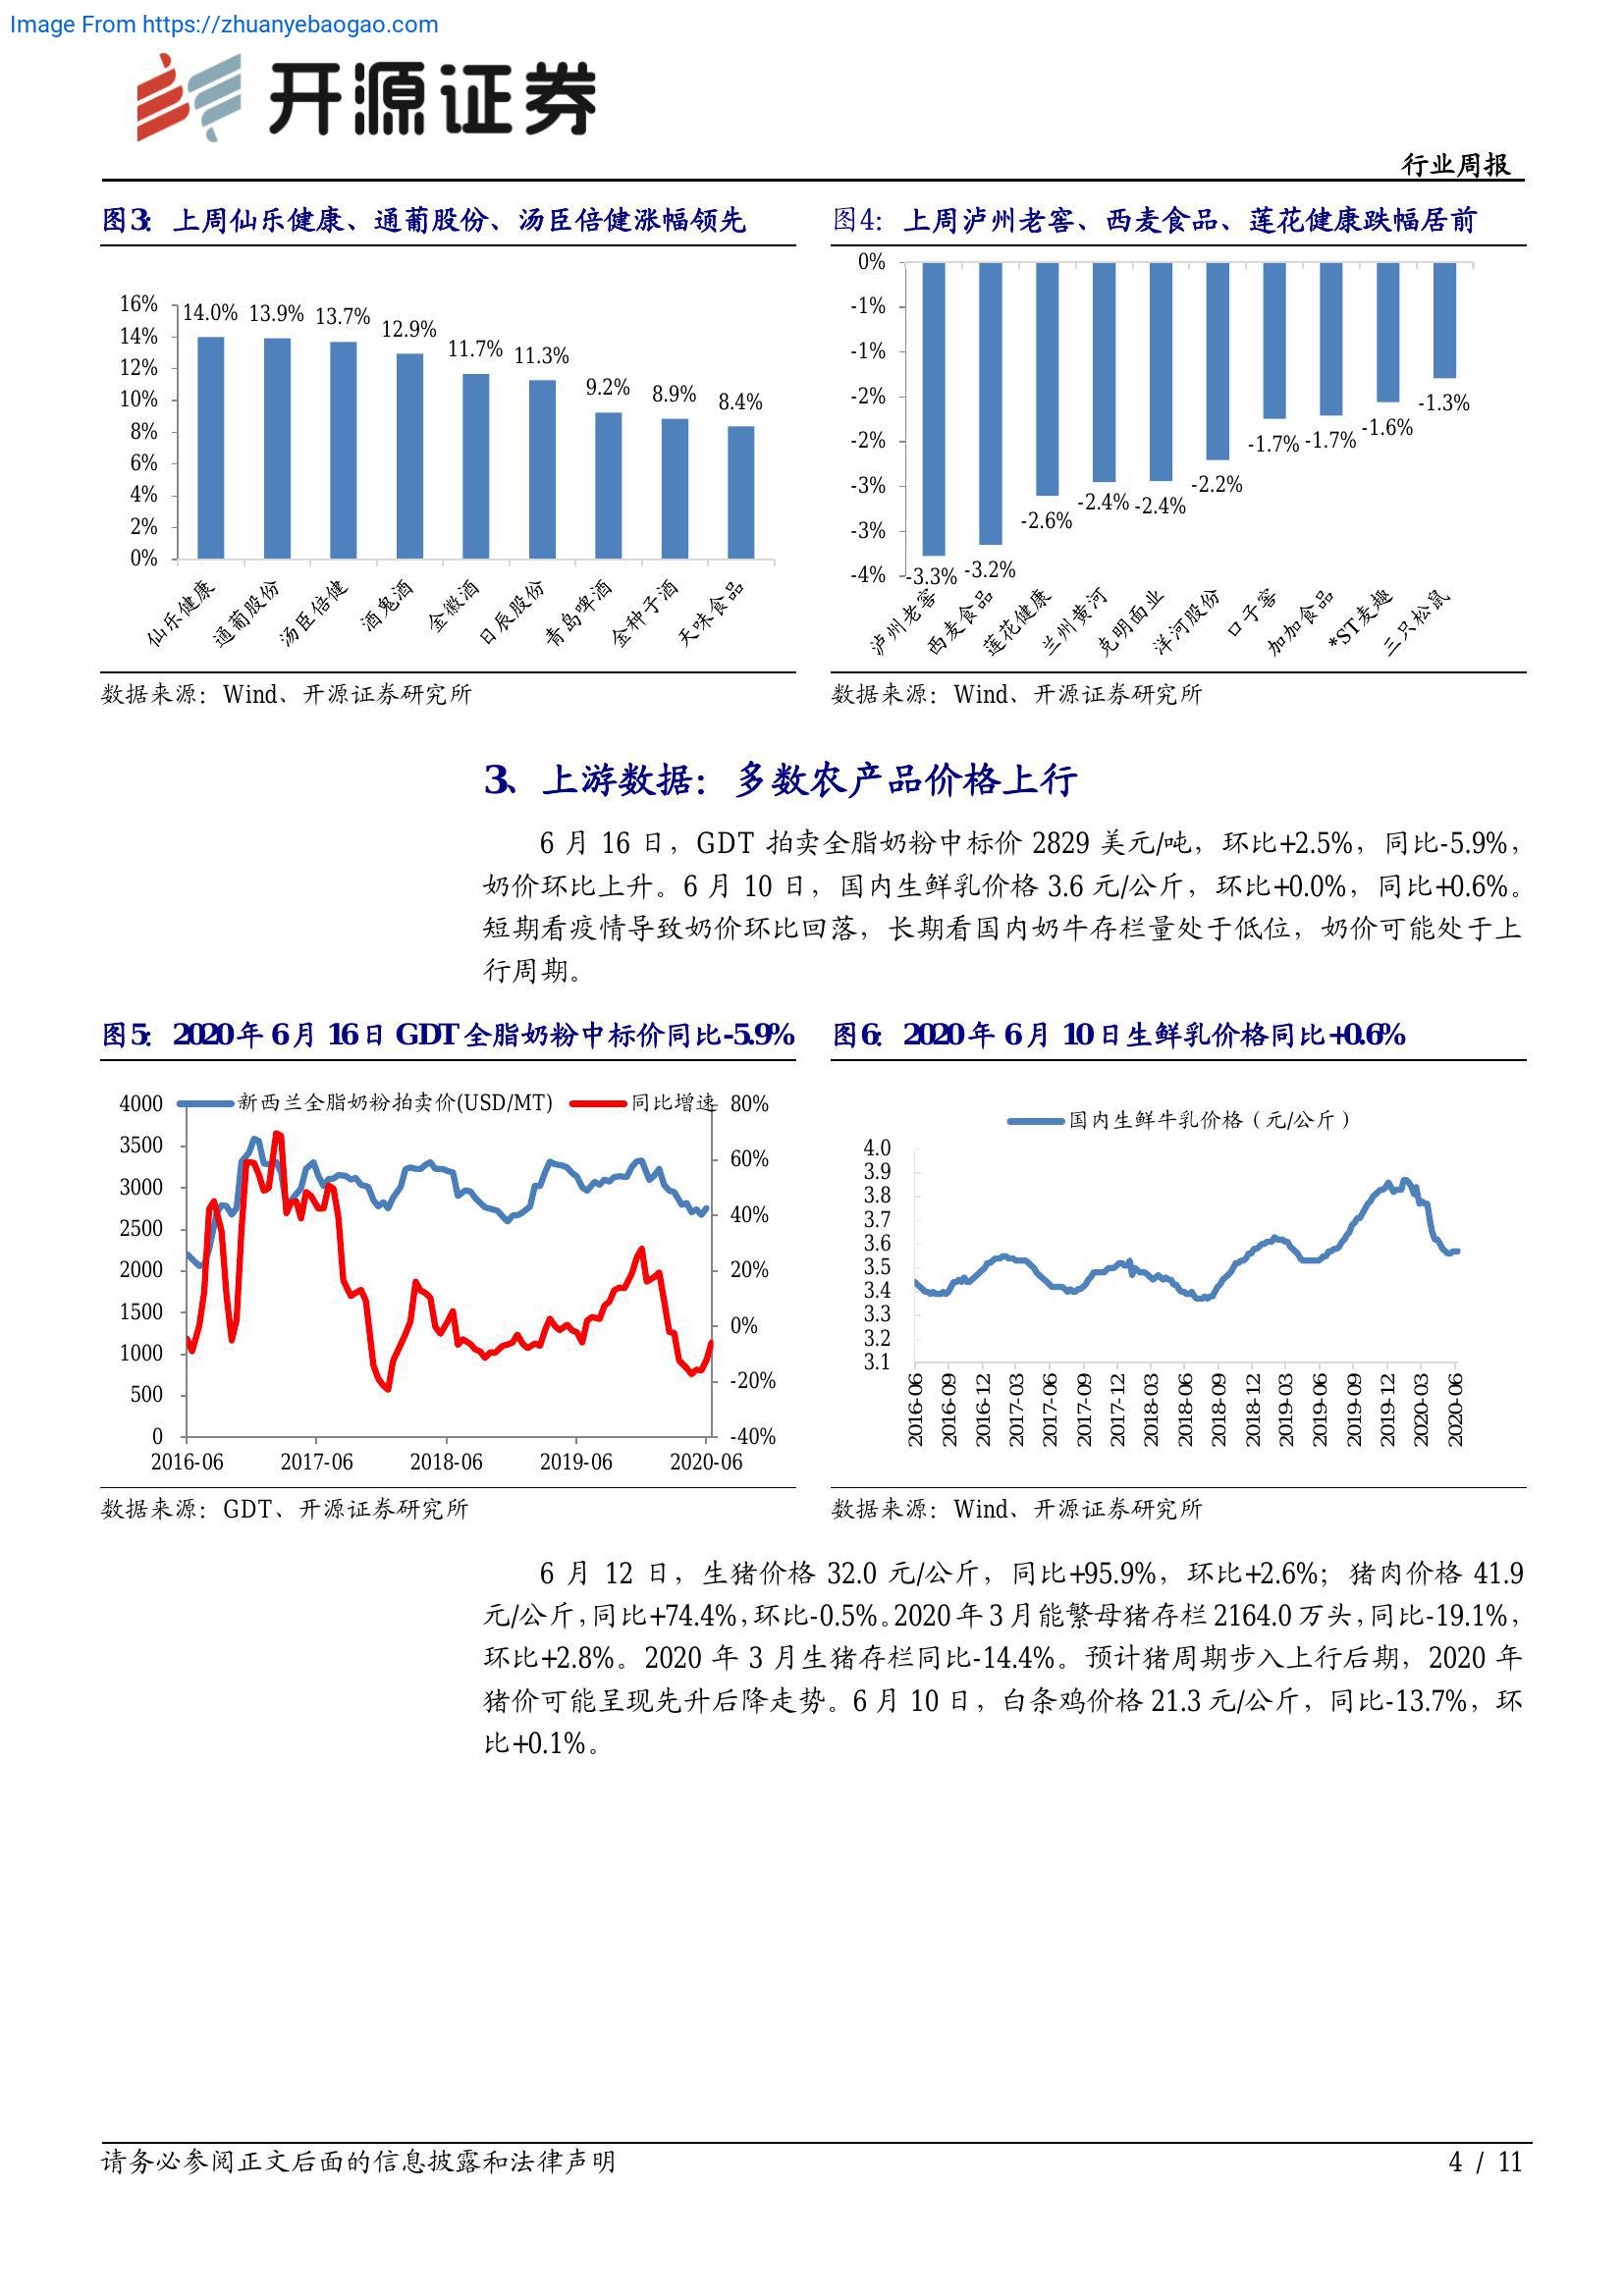 Image From https://zhuanyebaogao.com
开源证券
行业周报
图3： 上周仙乐健康、通葡股份、汤臣倍健涨幅领先
16%
14%
12%
10%
8%
6%
4%
2%
0%
14.0% 13.9% 13.7% 12.9% 11.7% 11.3% 9.2% 8.9% 8.4%
仙乐健康 通葡股份 汤臣倍健 酒鬼酒 金徽酒 日辰股份 青岛啤酒 金种子酒 天味食品
数据来源：Wind、开源证券研究所
图4： 上周泸州老窖、西麦食品、莲花健康跌幅居前
0%
-1%
-1%
-2%
-2%
-3%
-3%
-4%
-3.3% -3.2% -2.6% -2.4% -2.4% -2.2% -1.7% -1.7% -1.6% -1.3%
泸州老窖 西麦食品 莲花健康 兰州黄河 克明面业 洋河股份 口子窖 加加食品 *ST麦趣 三只松鼠
数据来源：Wind、开源证券研究所
3、上游数据：多数农产品价格上行
6 月 16 日，GDT 拍卖全脂奶粉中标价 2829 美元/吨，环比+2.5%，同比-5.9%，
奶价环比上升。6 月 10 日，国内生鲜乳价格 3.6 元/公斤，环比+0.0%，同比+0.6%。
短期看疫情导致奶价环比回落，长期看国内奶牛存栏量处于低位，奶价可能处于上
行周期。
图5： 2020 年 6 月 16 日 GDT 全脂奶粉中标价同比-5.9%
新西兰全脂奶粉拍卖价(USD/MT) 同比增速
4000
3500
3000
2500
2000
1500
1000
500
0
80%
60%
40%
20%
0%
-20%
-40%
2016-06 2017-06 2018-06 2019-06 2020-06
数据来源：GDT、开源证券研究所
图6： 2020 年 6 月 10 日生鲜乳价格同比+0.6%
国内生鲜牛乳价格（元/公斤）
4.0
3.9
3.8
3.7
3.6
3.5
3.4
3.3
3.2
3.1
2016-06 2016-09 2016-12 2017-03 2017-06 2017-09 2017-12 2018-03 2018-06 2018-09 2018-12 2019-03 2019-06 2019-09 2019-12 2020-03 2020-06
数据来源：Wind、开源证券研究所
6 月 12 日，生猪价格 32.0 元/公斤，同比+95.9%，环比+2.6%；猪肉价格 41.9
元/公斤，同比+74.4%，环比-0.5%。2020 年 3 月能繁母猪存栏 2164.0 万头，同比-19.1%，
环比+2.8%。2020 年 3 月生猪存栏同比-14.4%。预计猪周期步入上行后期，2020 年
猪价可能呈现先升后降走势。6 月 10 日，白条鸡价格 21.3 元/公斤，同比-13.7%，环
比+0.1%。
请务必参阅正文后面的信息披露和法律声明
4 / 11